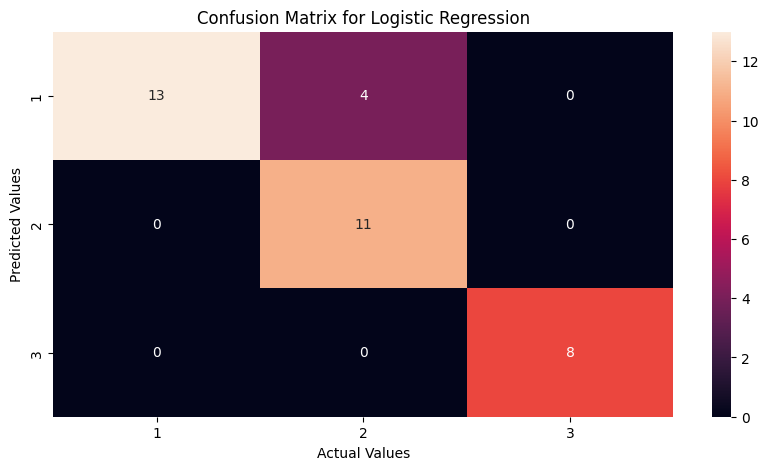 Confusion Matrix for Logistic Regression
Predicted Values
1 13 4 0
2 0 11 0
3 0 0 8
1 2 3
Actual Values
12
10
8
6
4
2
0